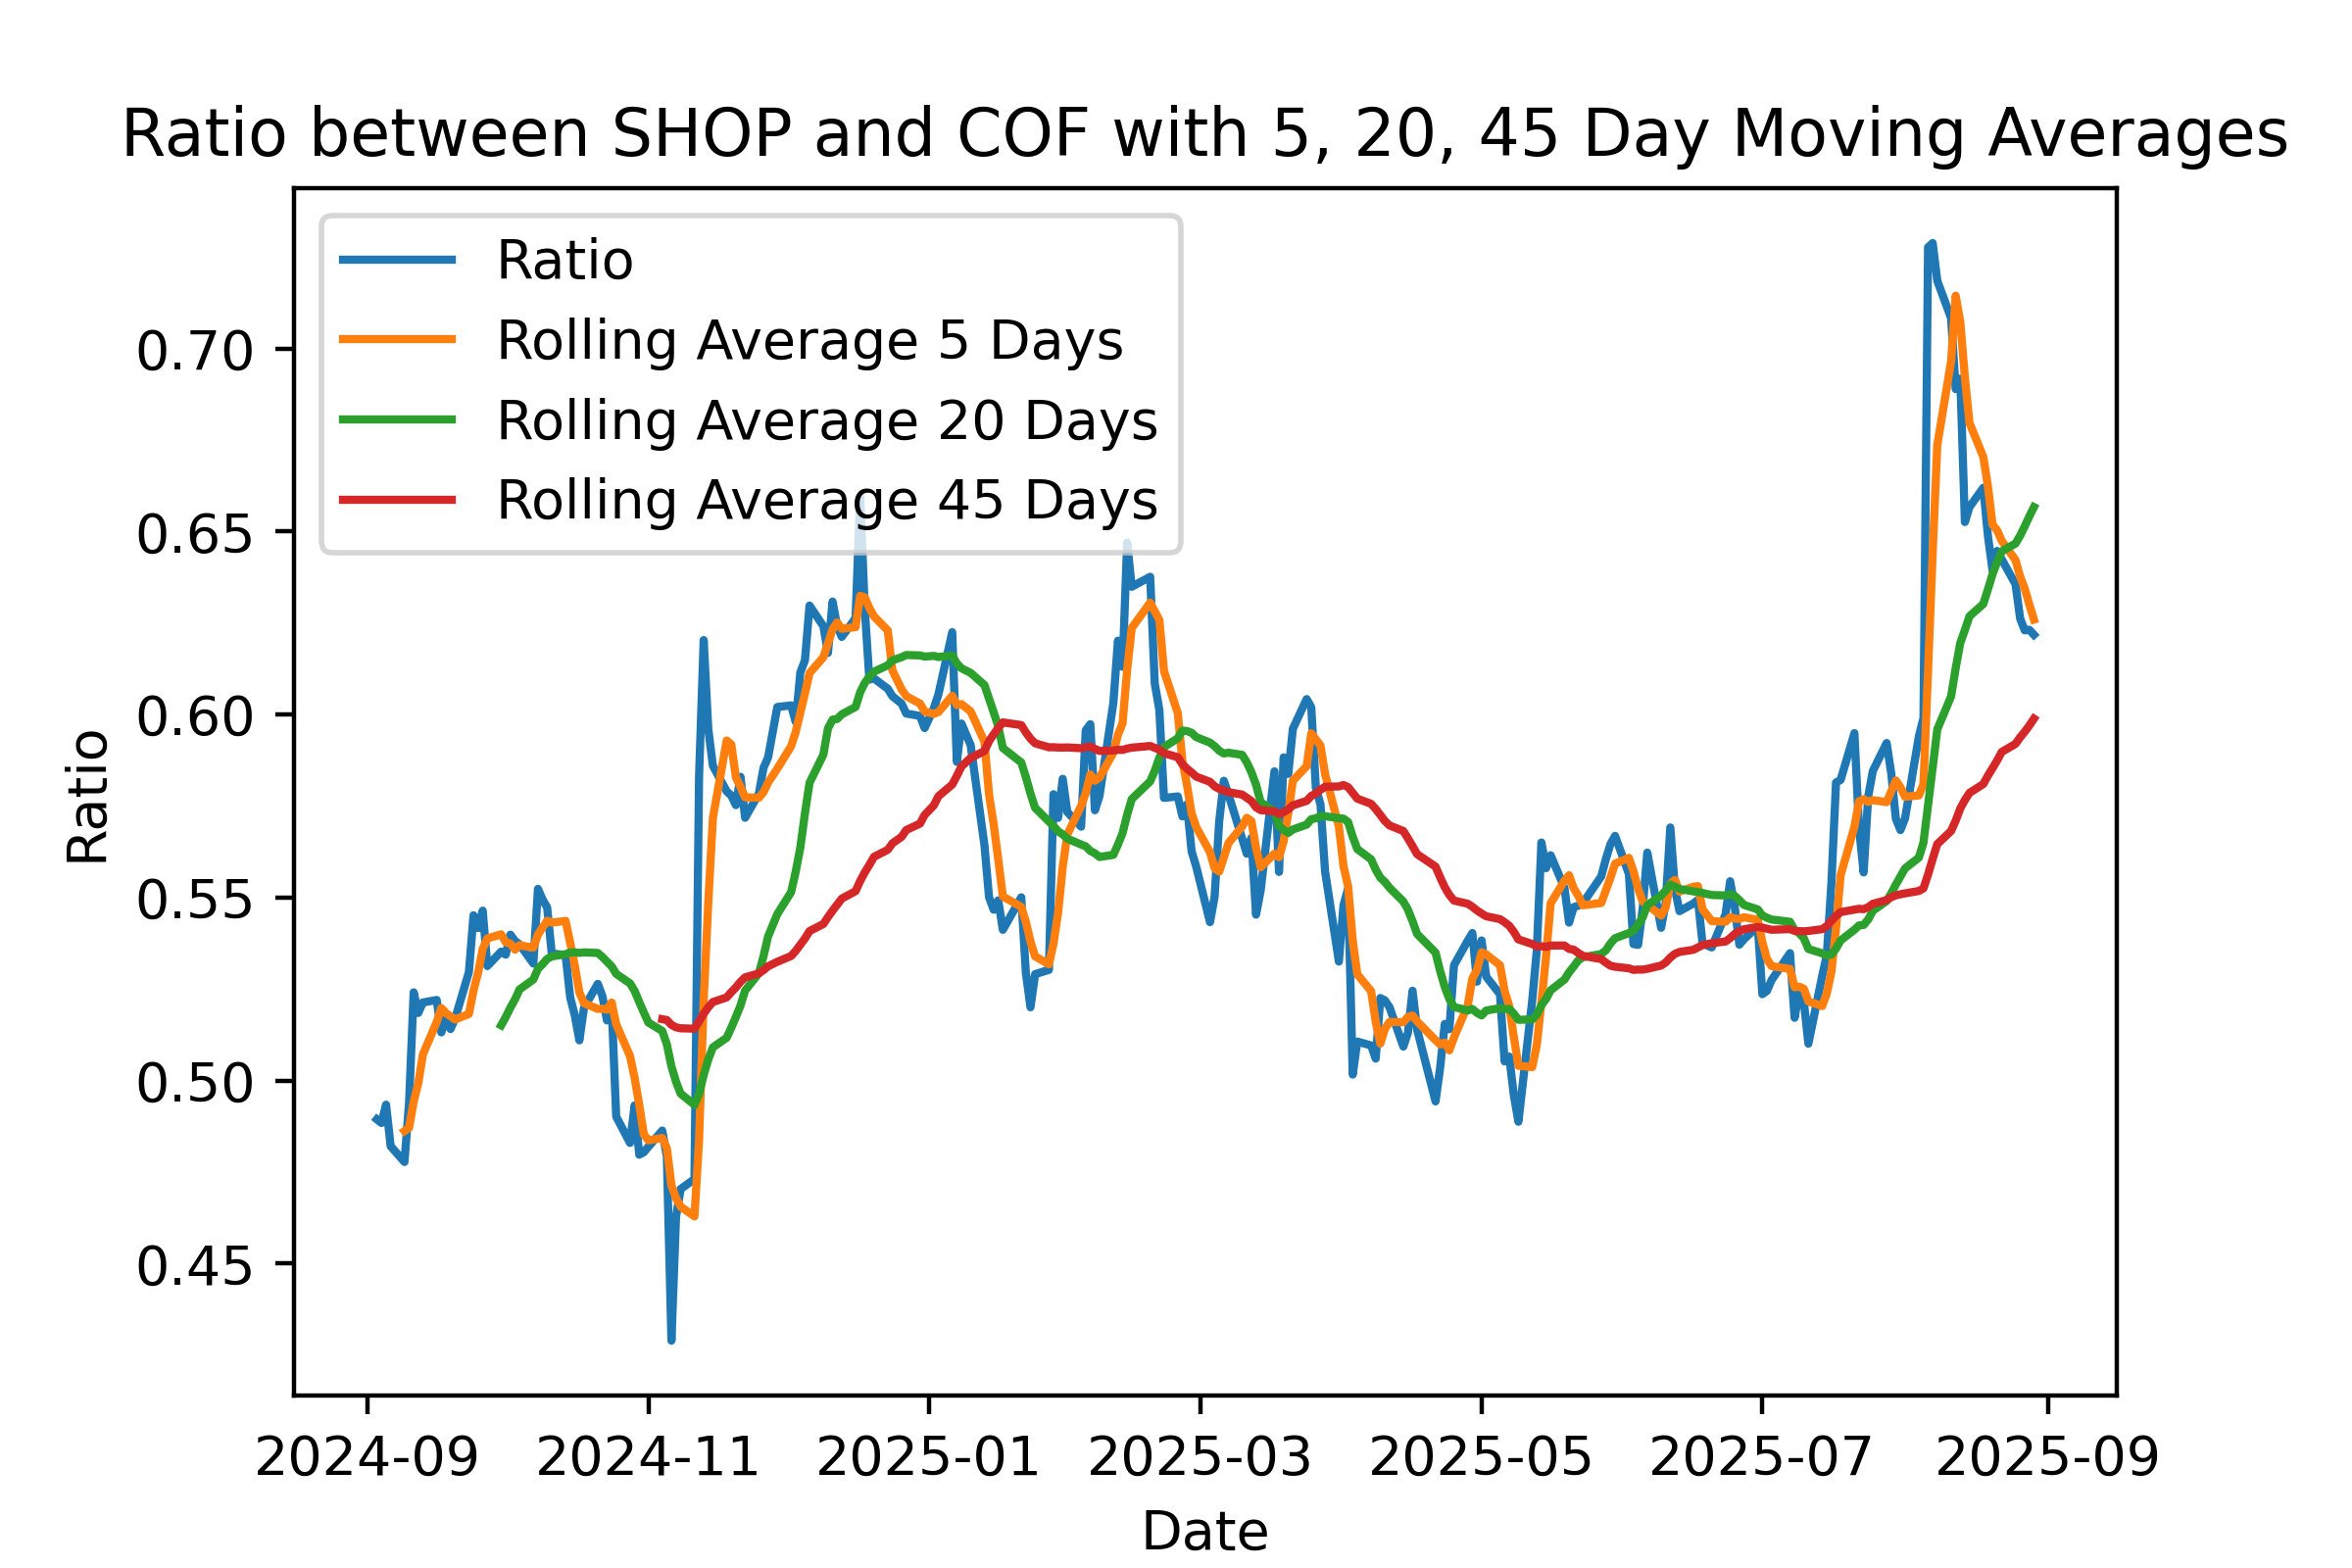 Ratio between SHOP and COF with 5, 20, 45 Day Moving Averages
Ratio
Rolling Average 5 Days
Rolling Average 20 Days
Rolling Average 45 Days
0.70
0.65
0.60
0.55
0.50
0.45
Ratio
2024-09 2024-11 2025-01 2025-03 2025-05 2025-07 2025-09
Date